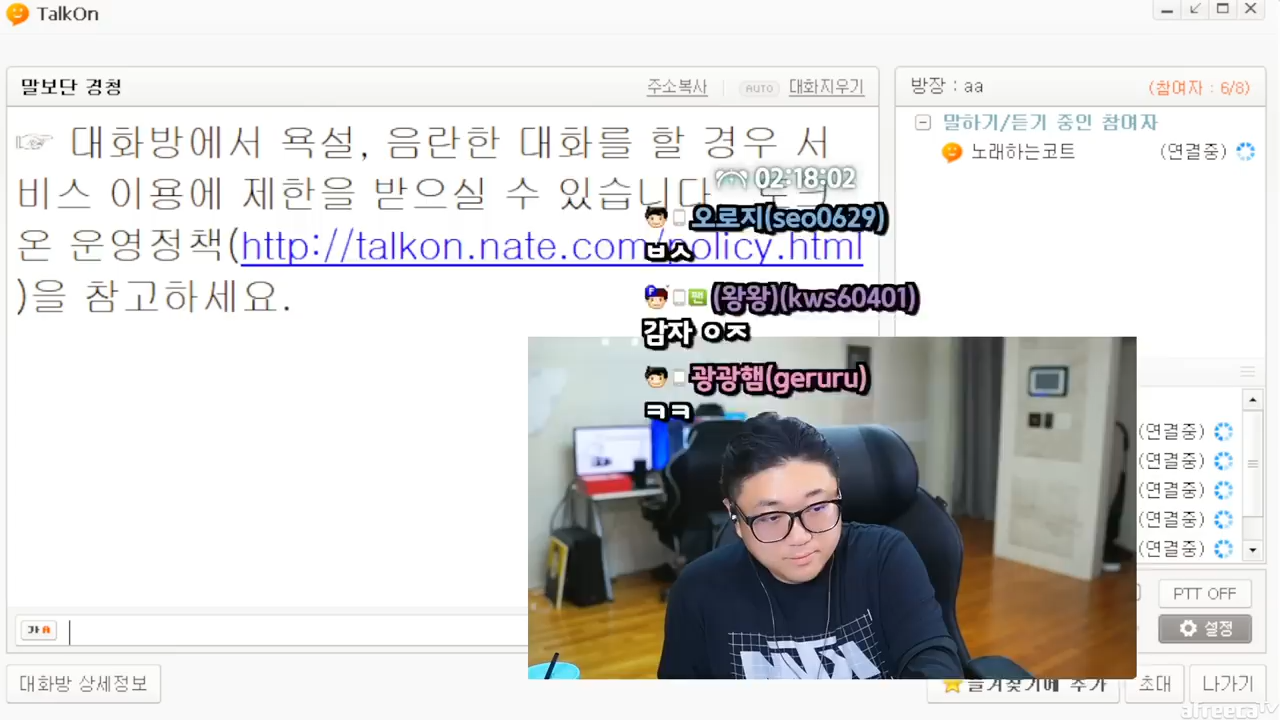 TalkOn
말보단 경청
주소복사
AUTO
대화지우기
☞ 대화방에서 욕설, 음란한 대화를 할 경우 서
비스 이용에 제한을 받으실 수 있습니다.
온 운영정책(http://talkon.nate.com/policy.html
)을 참고하세요.
02:18:02
오로지(seo0629)
ㅂㅅ
(왕왕)(kws60401)
감자 ㅇㅈ
광광햄(geruru)
ㅋㅋ
방장 : aa
(참여자 : 6/8)
말하기/듣기 중인 참여자
노래하는코트
(연결중)
(연결중)
(연결중)
(연결중)
(연결중)
(연결중)
PTT OFF
설정
가A
대화방 상세정보
즐겨찾기에 추가
초대
나가기
afreecaTV